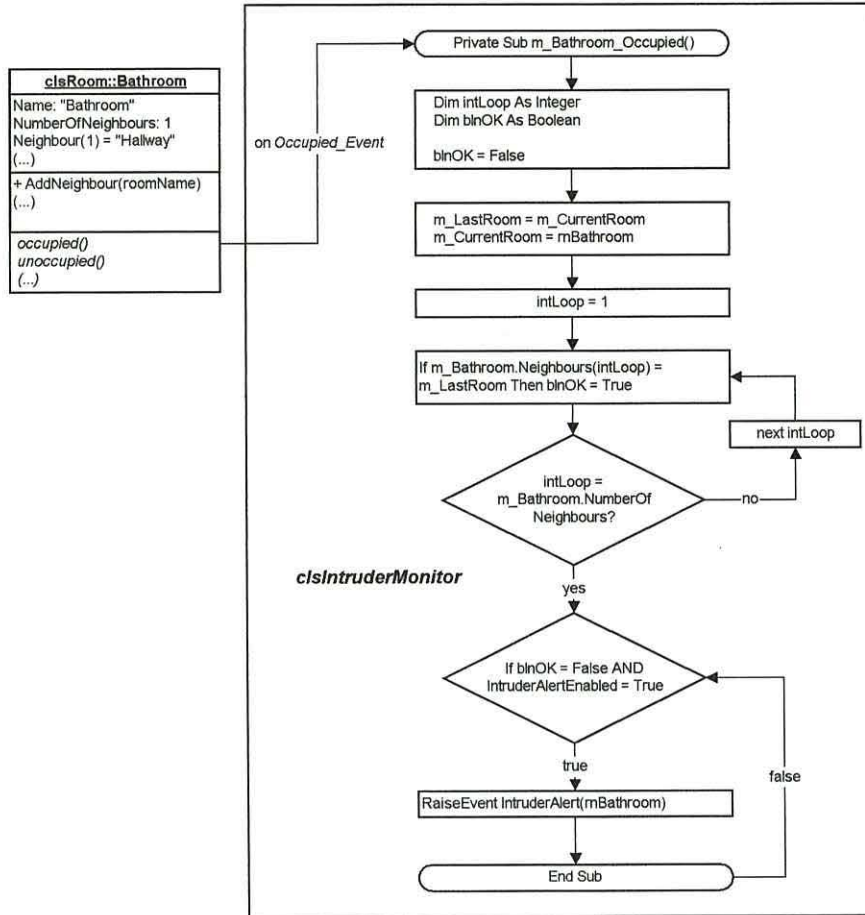 clsRoom::Bathroom
Name: "Bathroom"
NumberOfNeighbours: 1
Neighbour(1) = "Hallway"
(...)
+ AddNeighbour(roomName)
(...)
occupied()
unoccupied()
(...)
on Occupied_Event
Private Sub m_Bathroom_Occupied()
Dim intLoop As Integer
Dim blnOK As Boolean
blnOK = False
m_LastRoom = m_CurrentRoom
m_CurrentRoom = rnBathroom
intLoop = 1
If m_Bathroom.Neighbours(intLoop) =
m_LastRoom Then blnOK = True
next intLoop
intLoop =
m_Bathroom.NumberOf
Neighbours?
no
clsIntruderMonitor
yes
If blnOK = False AND
IntruderAlertEnabled = True
true
false
RaiseEvent IntruderAlert(rnBathroom)
End Sub